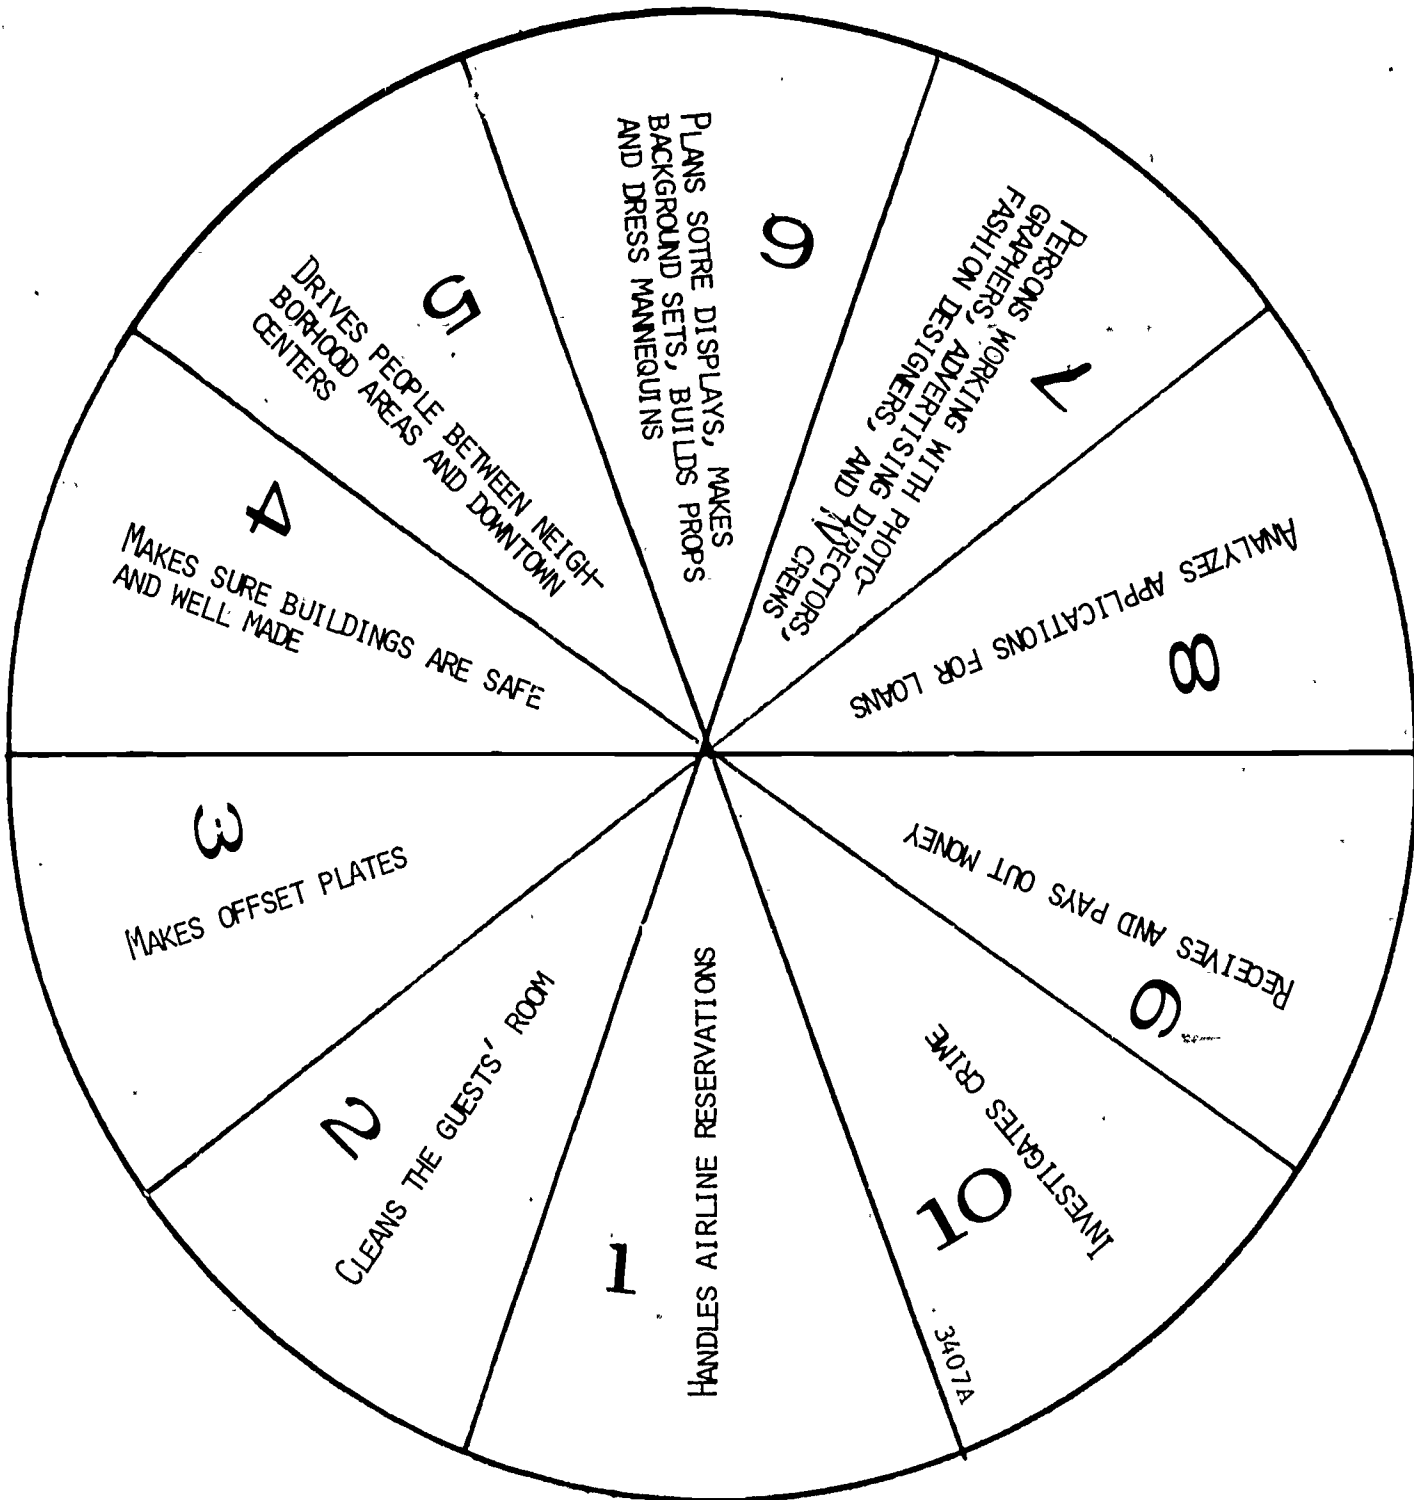 1
HANDLES AIRLINE RESERVATIONS
2
CLEANS THE GUESTS' ROOM
3
MAKES OFFSET PLATES
4
MAKES SURE BUILDINGS ARE SAFE
AND WELL MADE
5
DRIVES PEOPLE BETWEEN NEIGH-
BORHOOD AREAS AND DOWNTOWN
CENTERS
6
PLANS SOTRE DISPLAYS, MAKES
BACKGROUND SETS, BUILDS PROPS
AND DRESS MANNEQUINS
7
PERSONS WORKING WITH PHOTO-
GRAPHERS, ADVERTISING DIRECTORS,
FASHION DESIGNERS, AND TV CREWS
8
ANALYZES APPLICATIONS FOR LOANS
9
RECEIVES AND PAYS OUT MONEY
10
INVESTIGATES CRIME
3407A